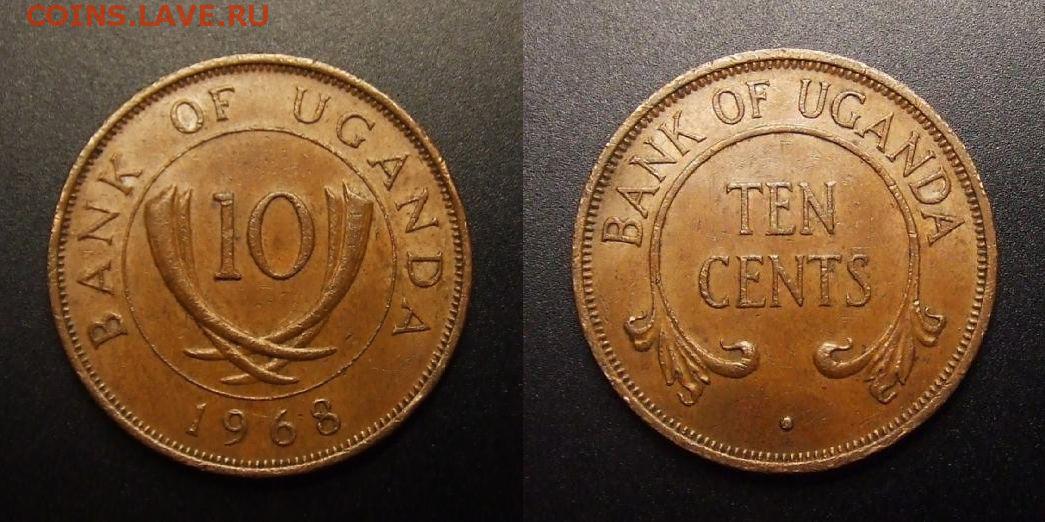 COINS.LAVE.RU
BANK OF UGANDA
10
1968
BANK OF UGANDA
TEN
CENTS